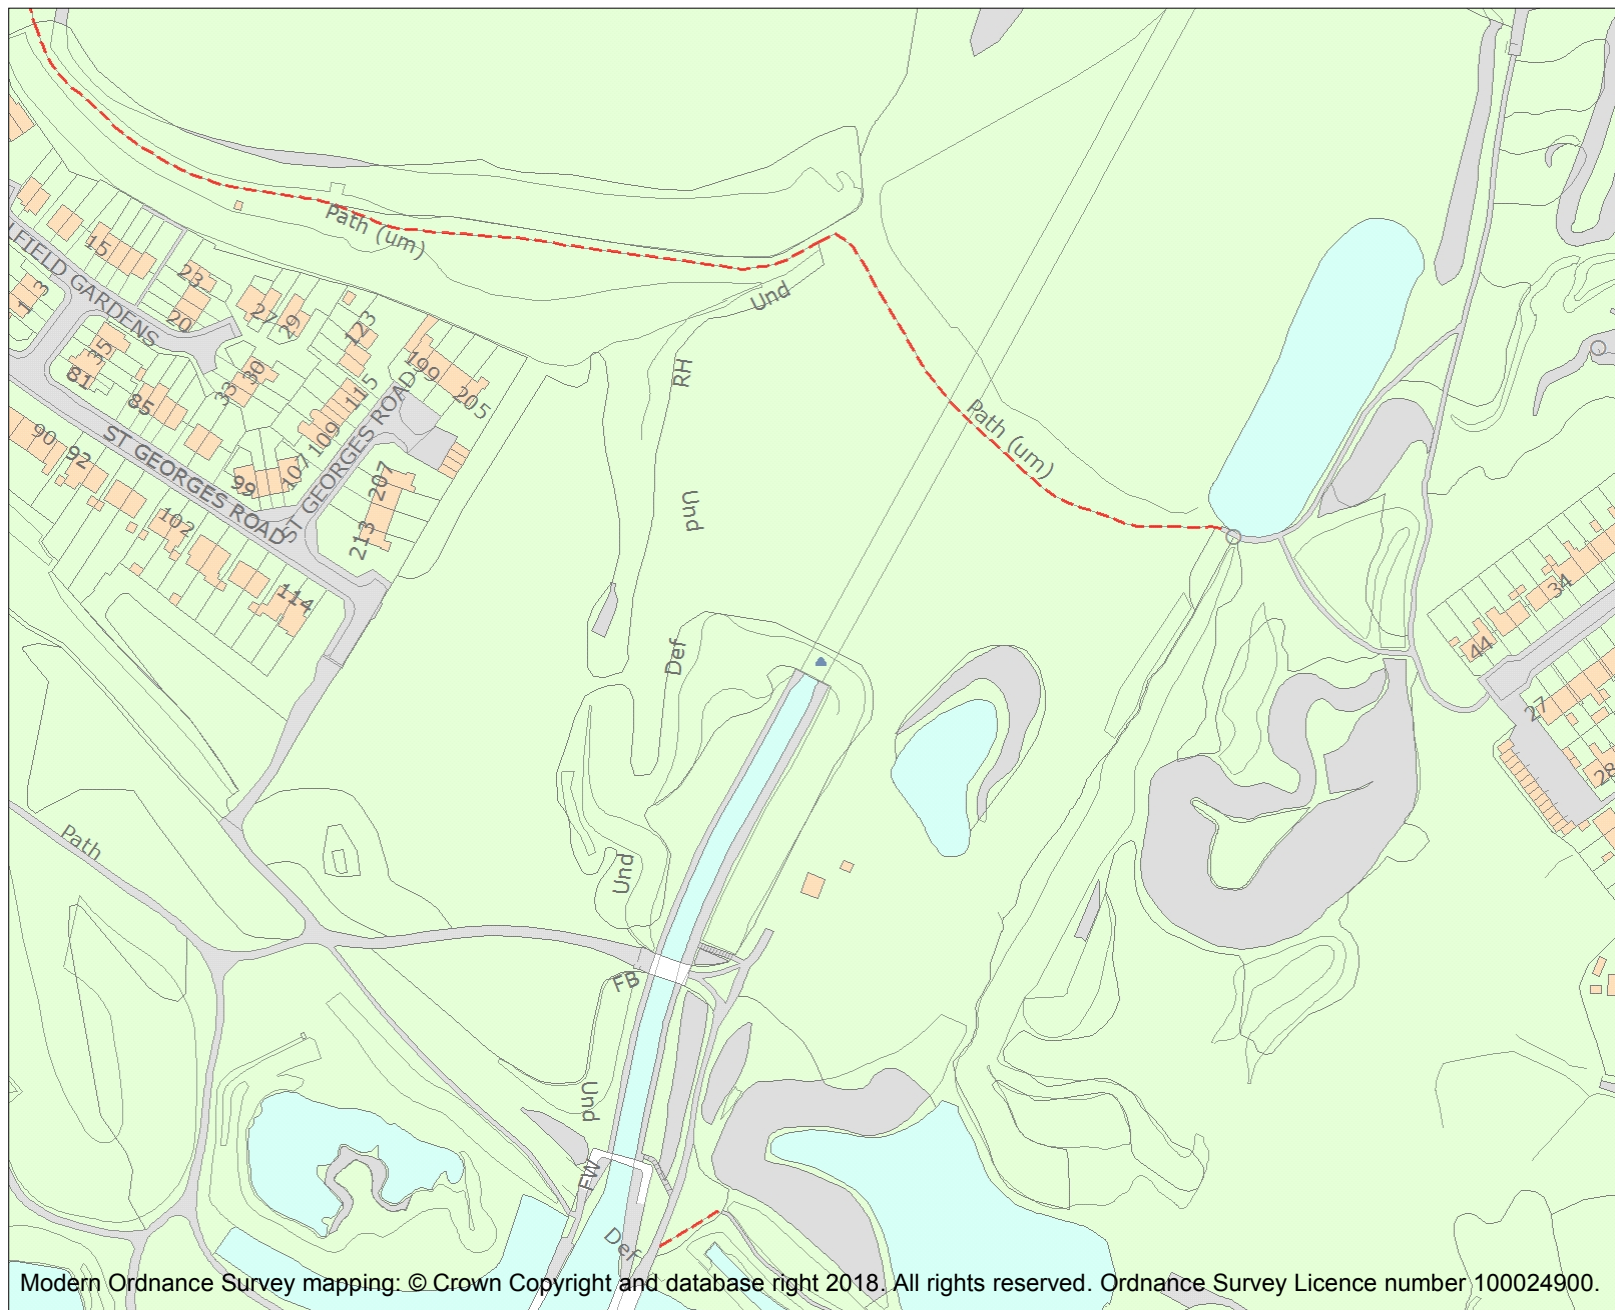 Path (um)
Und
15
23
LFIELD GARDENS
3
1
20
27
29
123
RH
199
205
35
81
33
30
115
85
109
ST GEORGES ROAD
Path (um)
90
92
ST GEORGES ROAD
99
107
207
213
102
Und
114
34
44
Def
27
28
Path
Und
FB
Und
FW
Def
Modern Ordnance Survey mapping: © Crown Copyright and database right 2018. All rights reserved. Ordnance Survey Licence number 100024900.